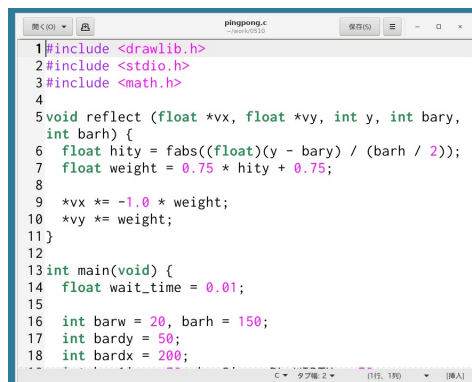 開く(O)
pingpong.c
~/work/0510
保存(S)
1 #include <drawlib.h>
2 #include <stdio.h>
3 #include <math.h>
4
5 void reflect (float *vx, float *vy, int y, int bary,
int barh) {
6   float hity = fabs((float)(y - bary) / (barh / 2));
7   float weight = 0.75 * hity + 0.75;
8
9   *vx *= -1.0 * weight;
10   *vy *= weight;
11 }
12
13 int main(void) {
14   float wait_time = 0.01;
15
16   int barw = 20, barh = 150;
17   int bardy = 50;
18   int bardx = 200;
C タブ幅: 2 (1行、1列) [挿入]